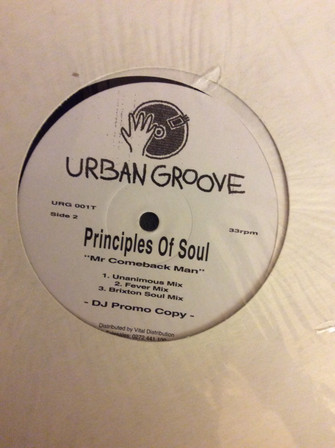 URBAN GROOVE
URG 001T
Side 2
33rpm
Principles Of Soul
"Mr Comeback Man"
1. Unanimous Mix
2. Fever Mix
3. Brixton Soul Mix
- DJ Promo Copy -
Distributed by Vital Distribution